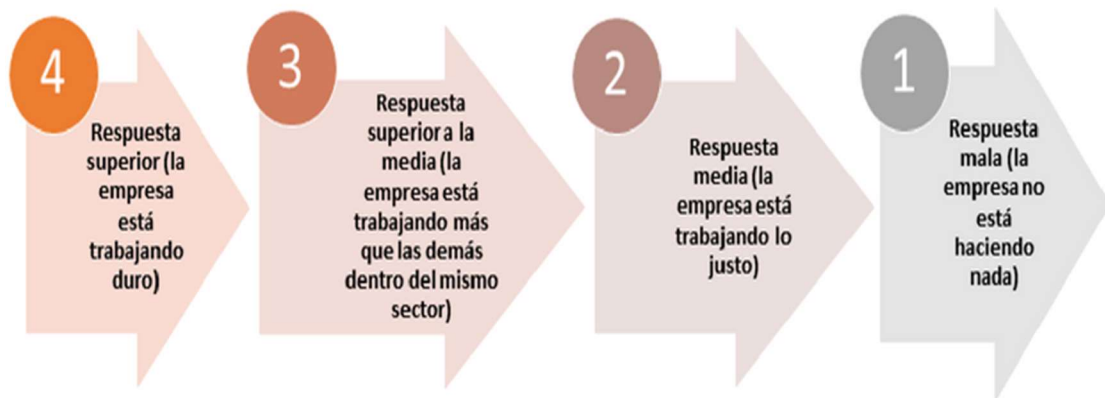 4
Respuesta
superior (la
empresa
está
trabajando
duro)
3
Respuesta
superior a la
media (la
empresa está
trabajando más
que las demás
dentro del mismo
sector)
2
Respuesta
media (la
empresa está
trabajando lo
justo)
1
Respuesta
mala (la
empresa no
está
haciendo
nada)